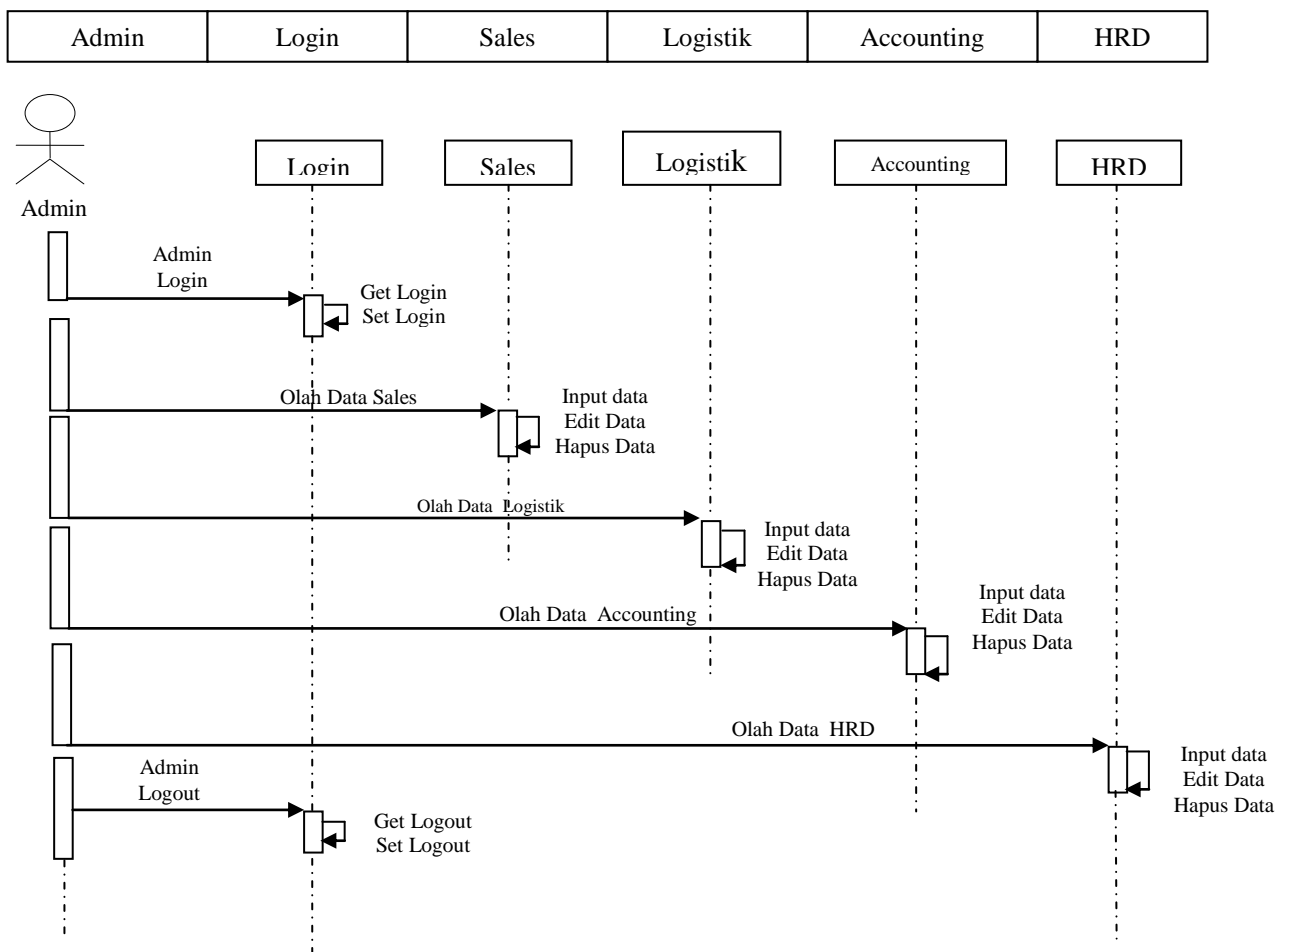 Admin
Login
Sales
Logistik
Accounting
HRD
Login
Sales
Logistik
Accounting
HRD
Admin
Admin
Login
Get Login
Set Login
Olah Data Sales
Input data
Edit Data
Hapus Data
Olah Data Logistik
Input data
Edit Data
Hapus Data
Olah Data Accounting
Input data
Edit Data
Hapus Data
Olah Data HRD
Input data
Edit Data
Hapus Data
Admin
Logout
Get Logout
Set Logout